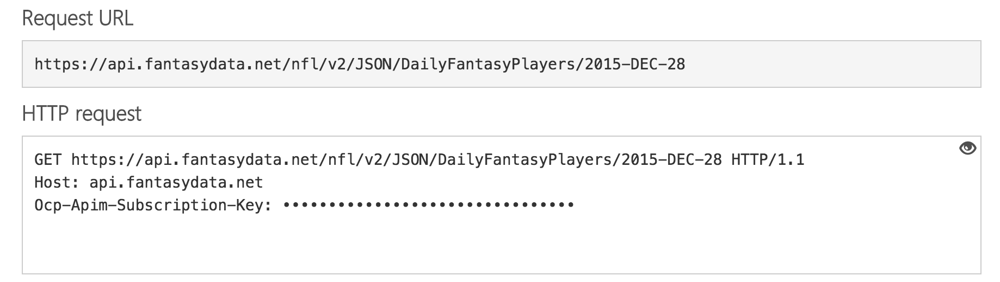 Request URL
https://api.fantasydata.net/nfl/v2/JSON/DailyFantasyPlayers/2015-DEC-28
HTTP request
GET https://api.fantasydata.net/nfl/v2/JSON/DailyFantasyPlayers/2015-DEC-28 HTTP/1.1
Host: api.fantasydata.net
Ocp-Apim-Subscription-Key: ••••••••••••••••••••••••••••••••